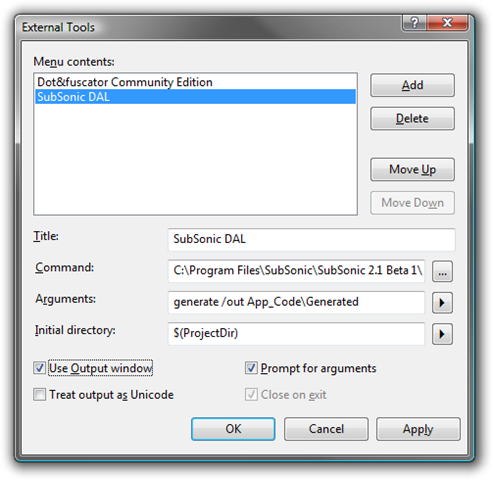 External Tools
Menu contents:
Dot&fuscator Community Edition
SubSonic DAL
Add
Delete
Move Up
Move Down
Title:
SubSonic DAL
Command:
C:\Program Files\SubSonic\SubSonic 2.1 Beta 1\
...
Arguments:
generate /out App_Code\Generated
Initial directory:
$(ProjectDir)
Use Output window
Prompt for arguments
Treat output as Unicode
Close on exit
OK
Cancel
Apply